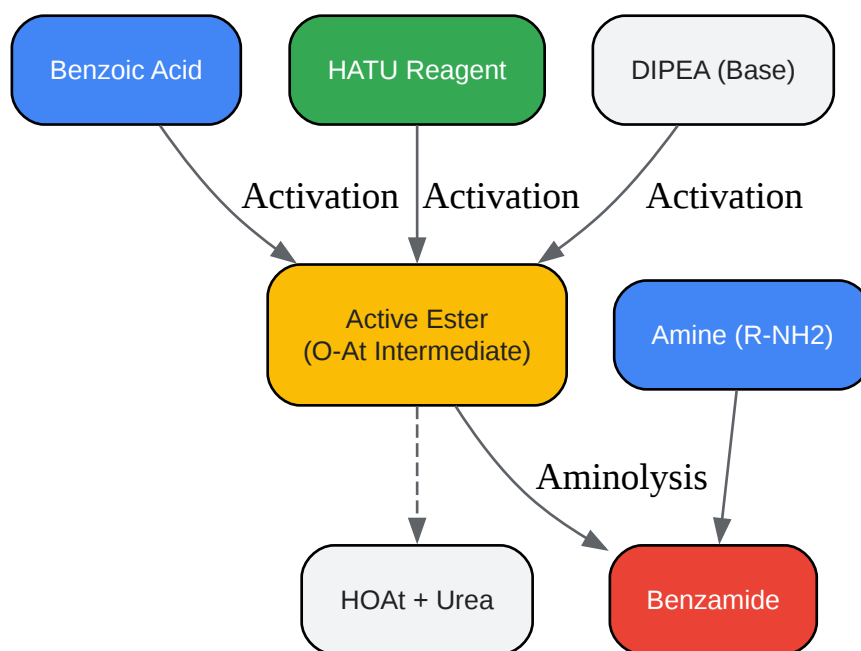 Benzoic Acid
HATU Reagent
DIPEA (Base)
Activation
Activation
Activation
Active Ester
(O-At Intermediate)
Amine (R-NH2)
Aminolysis
HOAt + Urea
Benzamide